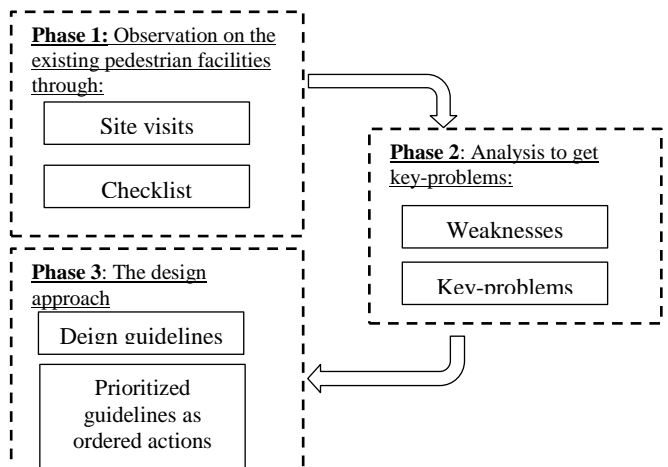 Phase 1: Observation on the
existing pedestrian facilities
through:
Site visits
Checklist
Phase 2: Analysis to get
key-problems:
Weaknesses
Key-problems
Phase 3: The design
approach
Deign guidelines
Prioritized
guidelines as
ordered actions